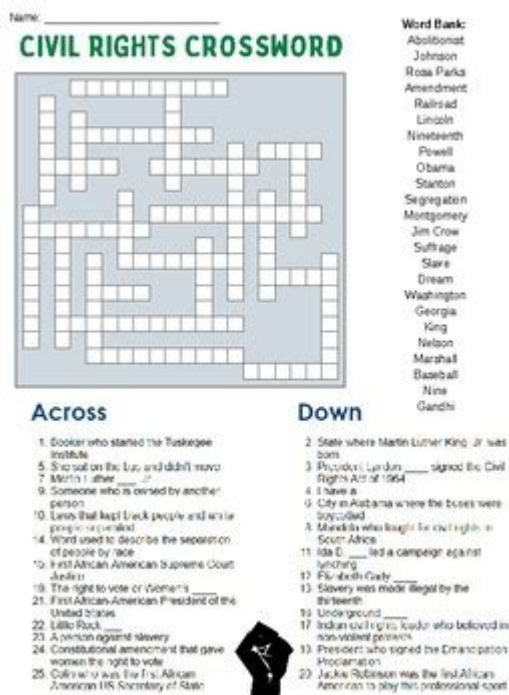 Name:
CIVIL RIGHTS CROSSWORD
Word Bank:
Abolitionist
Johnson
Rosa Parks
Amendment
Railroad
Lincoln
Nineteenth
Powell
Obama
Stanton
Segregation
Montgomery
Jim Crow
Suffrage
Slave
Dream
Washington
Georgia
King
Nelson
Marshall
Baseball
Nine
Gandhi
Across
1. Booker who started the Tuskegee
Institute
5. She sat on the bus and didn't move
7. Martin Luther ___ Jr
9. Someone who is owned by another
person
10. Laws that kept black people and white
people separated
14. Word used to describe the separation
of people by race
15. First African American Supreme Court
Justice
19. The right to vote or Women's ____
21. First African-American President of the
United States
22. Little Rock ___
23. A person against slavery
24. Constitutional amendment that gave
women the right to vote
25. Colin who was the first African
American US Secretary of State
Down
2. State where Martin Luther King, Jr. was
born
3. President Lyndon ____ signed the Civil
Rights Act of 1964
4. I have a
6. City in Alabama where the buses were
boycotted
8. Mandela who fought for civil rights in
South Africa
11. Ida B. ___ led a campaign against
lynching
12. Elizabeth Cady ____
13. Slavery was made illegal by the
thirteenth
16. Underground ____
17. Indian civil rights leader who believed in
non-violent protests
18. President who signed the Emancipation
Proclamation
20. Jackie Robinson was the first African
American to play this professional sport